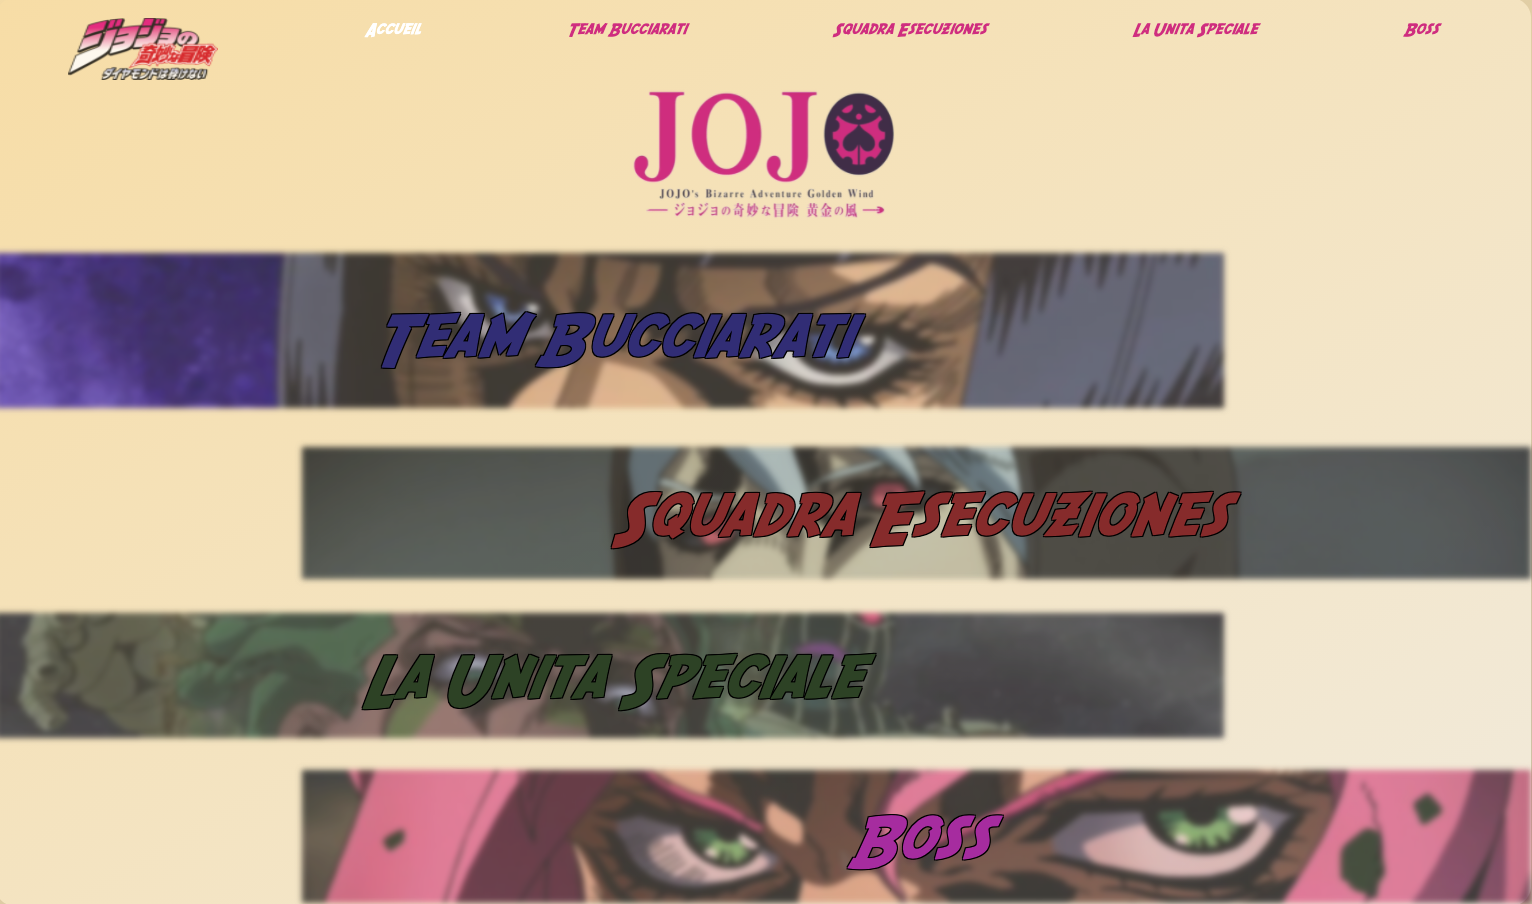 ジョジョの
奇妙な冒険
ダイヤモンドは砕けない
Accueil
Team Bucciarati
Squadra Esecuziones
La Unita Speciale
Boss
JOJO
JOJO's Bizarre Adventure Golden Wind
ジョジョの奇妙な冒険 黄金の風
Team Bucciarati
Squadra Esecuziones
La Unita Speciale
Boss